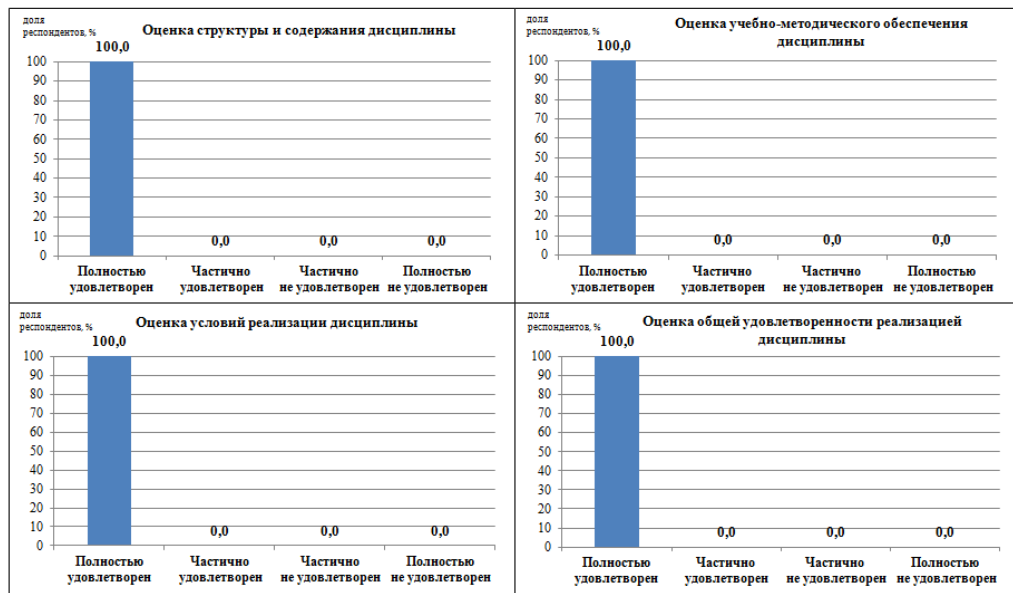 доля
респондентов, %
Оценка структуры и содержания дисциплины
100,0
100
90
80
70
60
50
40
30
20
10
0
0,0 0,0 0,0
Полностью Частично Частично Полностью
удовлетворен удовлетворен не удовлетворен не удовлетворен
доля
респондентов, %
Оценка учебно-методического обеспечения
дисциплины
100,0
100
90
80
70
60
50
40
30
20
10
0
0,0 0,0 0,0
Полностью Частично Частично Полностью
удовлетворен удовлетворен не удовлетворен не удовлетворен
доля
респондентов, %
Оценка условий реализации дисциплины
100,0
100
90
80
70
60
50
40
30
20
10
0
0,0 0,0 0,0
Полностью Частично Частично Полностью
удовлетворен удовлетворен не удовлетворен не удовлетворен
доля
респондентов, %
Оценка общей удовлетворенности реализацией
дисциплины
100,0
100
90
80
70
60
50
40
30
20
10
0
0,0 0,0 0,0
Полностью Частично Частично Полностью
удовлетворен удовлетворен не удовлетворен не удовлетворен